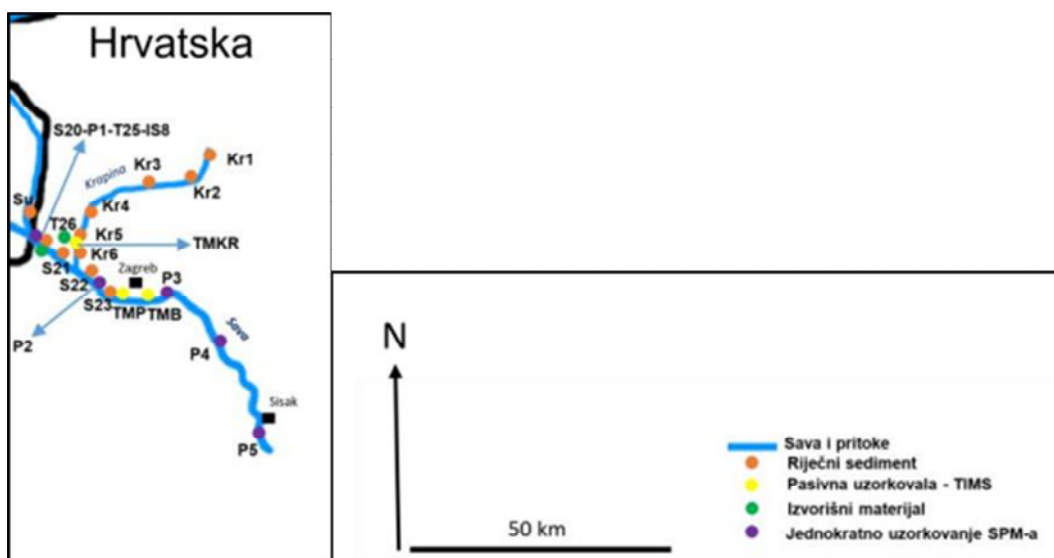 Hrvatska
S20-P1-T25-IS8
Kr3
Kr1
Krapina
Kr2
Su
Kr4
T26
Kr5
TMKR
S21
Kr6
Zagreb
S22
P3
S23
TMP
TMB
P2
Sava
P4
Sisak
P5
N
Sava i pritoke
Riječni sediment
Pasivna uzorkovala - TIMS
Izvorišni materijal
50 km
Jednokratno uzorkovanje SPM-a